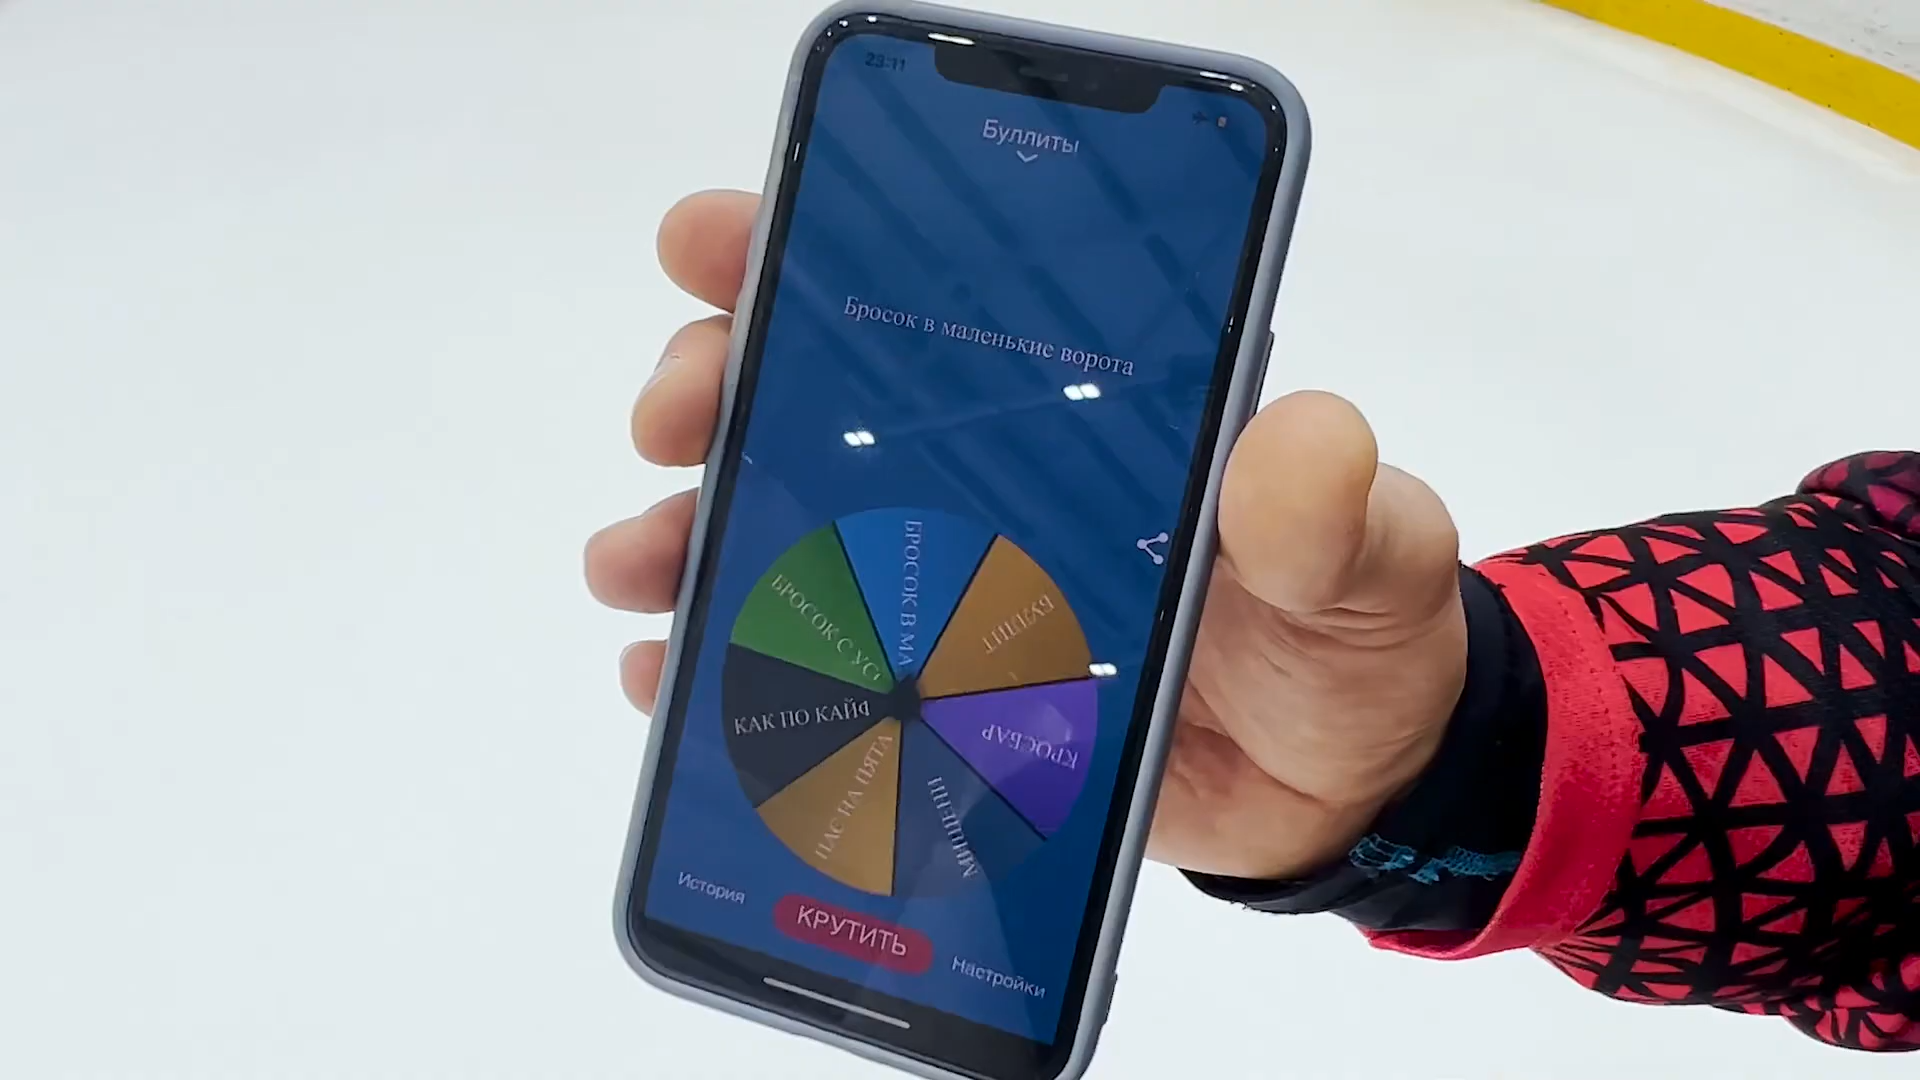 23:11
Буллиты
Бросок в маленькие ворота
БРОСОК В МА
БУЛЛИТ
БРОСОК С УСІ
КРОСБАР
КАК ПО КАЙФ
ПАС НА ПЯТА
МИШЕНИ
История
КРУТИТЬ
Настройки